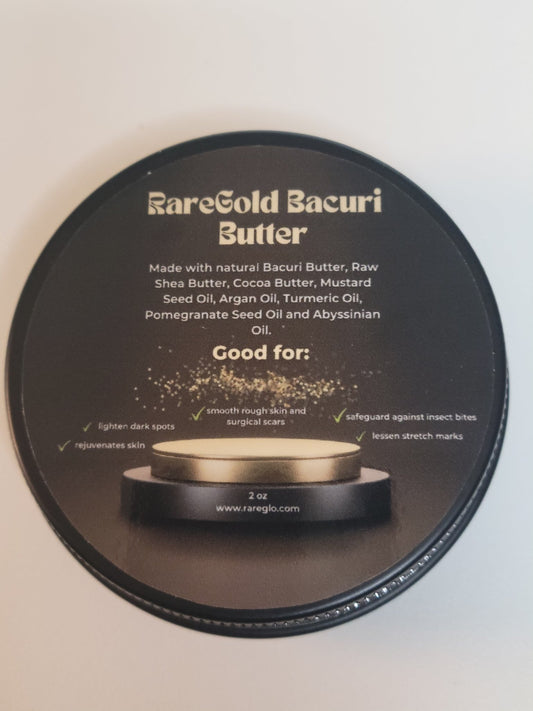 RareGold Bacuri
Butter
Made with natural Bacuri Butter, Raw
Shea Butter, Cocoa Butter, Mustard
Seed Oil, Argan Oil, Turmeric Oil,
Pomegranate Seed Oil and Abyssinian
Oil.
Good for:
lighten dark spots
rejuvenates skin
smooth rough skin and
surgical scars
safeguard against insect bites
lessen stretch marks
2 oz
www.rareglo.com